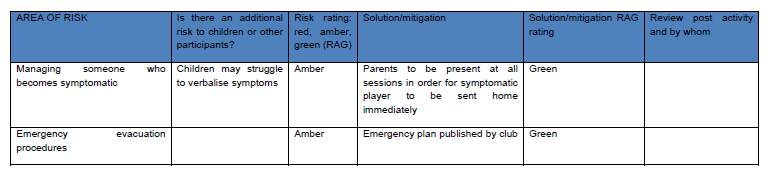 AREA OF RISK
Is there an additional
risk to children or other
participants?
Risk rating:
red, amber,
green (RAG)
Solution/mitigation
Solution/mitigation RAG
rating
Review post activity
and by whom
Managing someone who
becomes symptomatic
Children may struggle
to verbalise symptoms
Amber
Parents to be present at all
sessions in order for symptomatic
player to be sent home
immediately
Green
Emergency evacuation
procedures
Amber
Emergency plan published by club
Green